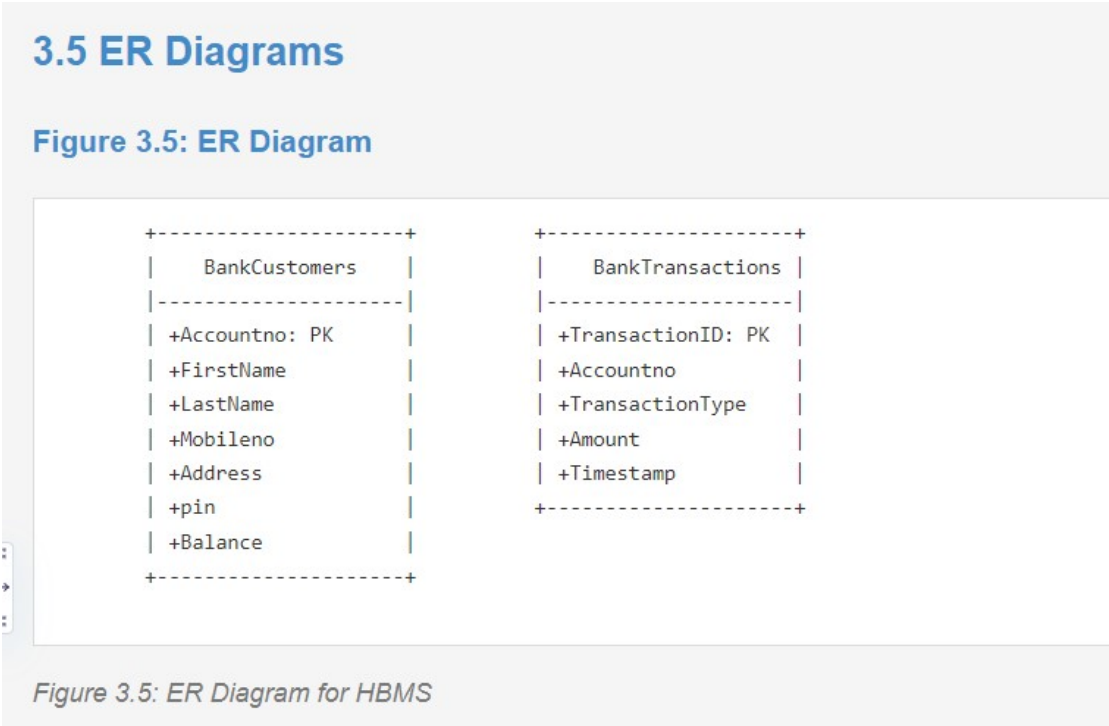 3.5 ER Diagrams
Figure 3.5: ER Diagram
BankCustomers
+Accountno: PK
+FirstName
+LastName
+Mobileno
+Address
+pin
+Balance
BankTransactions
+TransactionID: PK
+Accountno
+TransactionType
+Amount
+Timestamp
Figure 3.5: ER Diagram for HBMS